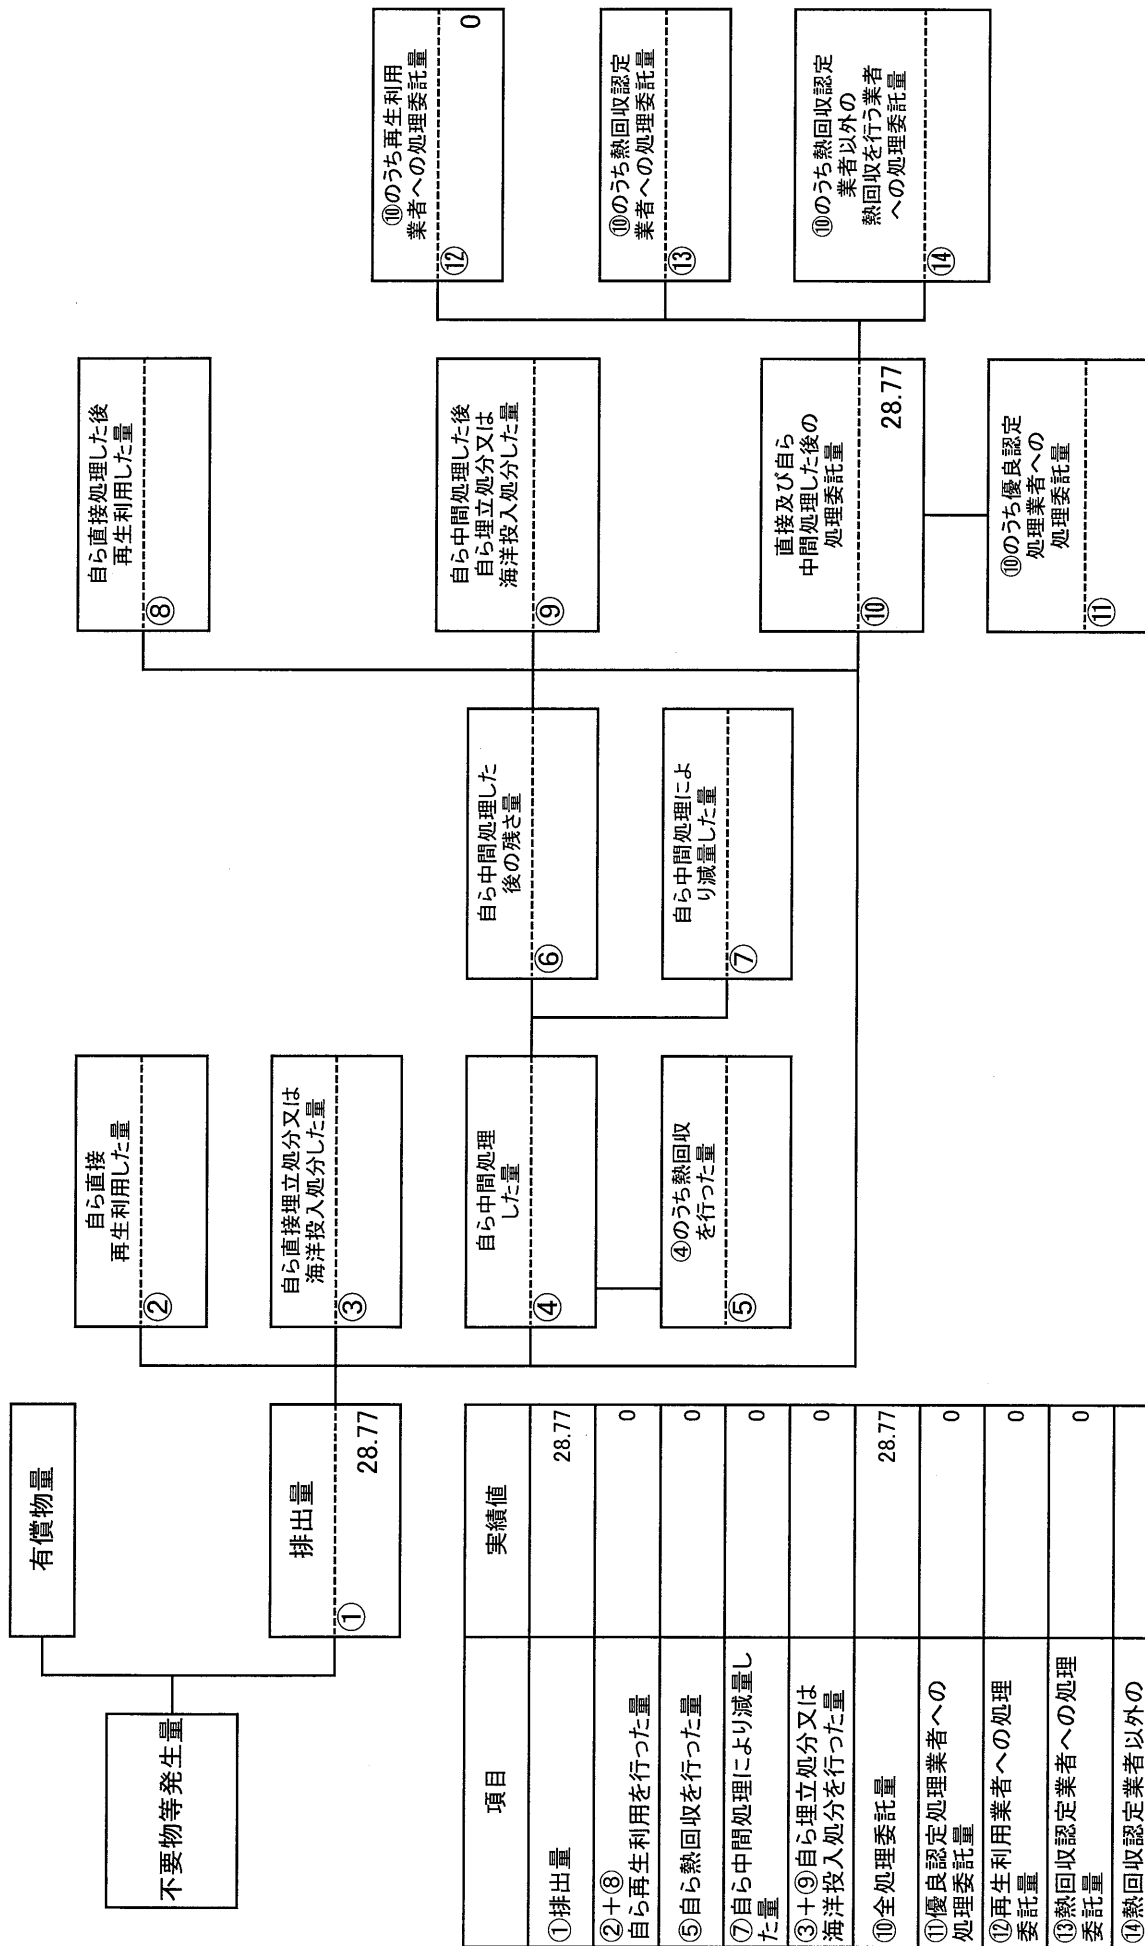 不要物等発生量
有償物量
排出量
①
28.77
自ら直接
再生利用した量
②
自ら直接埋立処分又は
海洋投入処分した量
③
自ら中間処理
した量
④
④のうち熱回収
を行った量
⑤
自ら中間処理した
後の残さ量
⑥
自ら中間処理によ
り減量した量
⑦
自ら直接処理した後
再生利用した量
⑧
自ら中間処理した後
自ら埋立処分又は
海洋投入処分した量
⑨
直接及び自ら
中間処理した後の
処理委託量
⑩
28.77
⑩のうち優良認定
処理業者への
処理委託量
⑪
⑩のうち再生利用
業者への処理委託量
⑫
0
⑩のうち熱回収認定
業者への処理委託量
⑬
⑩のうち熱回収認定
業者以外の
熱回収を行う業者
への処理委託量
⑭
項目 実績値
①排出量 28.77
②+⑧
自ら再生利用を行った量 0
⑤自ら熱回収を行った量 0
⑦自ら中間処理により減量し
た量 0
③+⑨自ら埋立処分又は
海洋投入処分を行った量 0
⑩全処理委託量 28.77
⑪優良認定処理業者への
処理委託量 0
⑫再生利用業者への処理
委託量 0
⑬熱回収認定業者への処理
委託量 0
⑭熱回収認定業者以外の